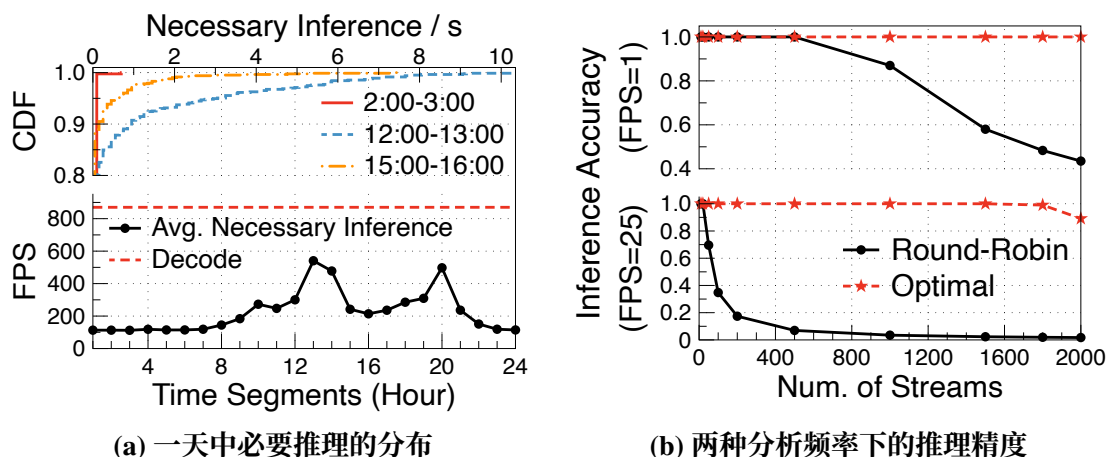 Necessary Inference / s
0 2 4 6 8 10
1.0
0.9
0.8
CDF
2:00-3:00
12:00-13:00
15:00-16:00
800
600
400
200
0
FPS
Avg. Necessary Inference
Decode
4 8 12 16 20 24
Time Segments (Hour)
(a) 一天中必要推理的分布
Inference Accuracy
(FPS=1)
(FPS=25)
1.0
0.8
0.6
0.4
1.0
0.8
0.6
0.4
0.2
0
Round-Robin
Optimal
0 400 800 1200 1600 2000
Num. of Streams
(b) 两种分析频率下的推理精度